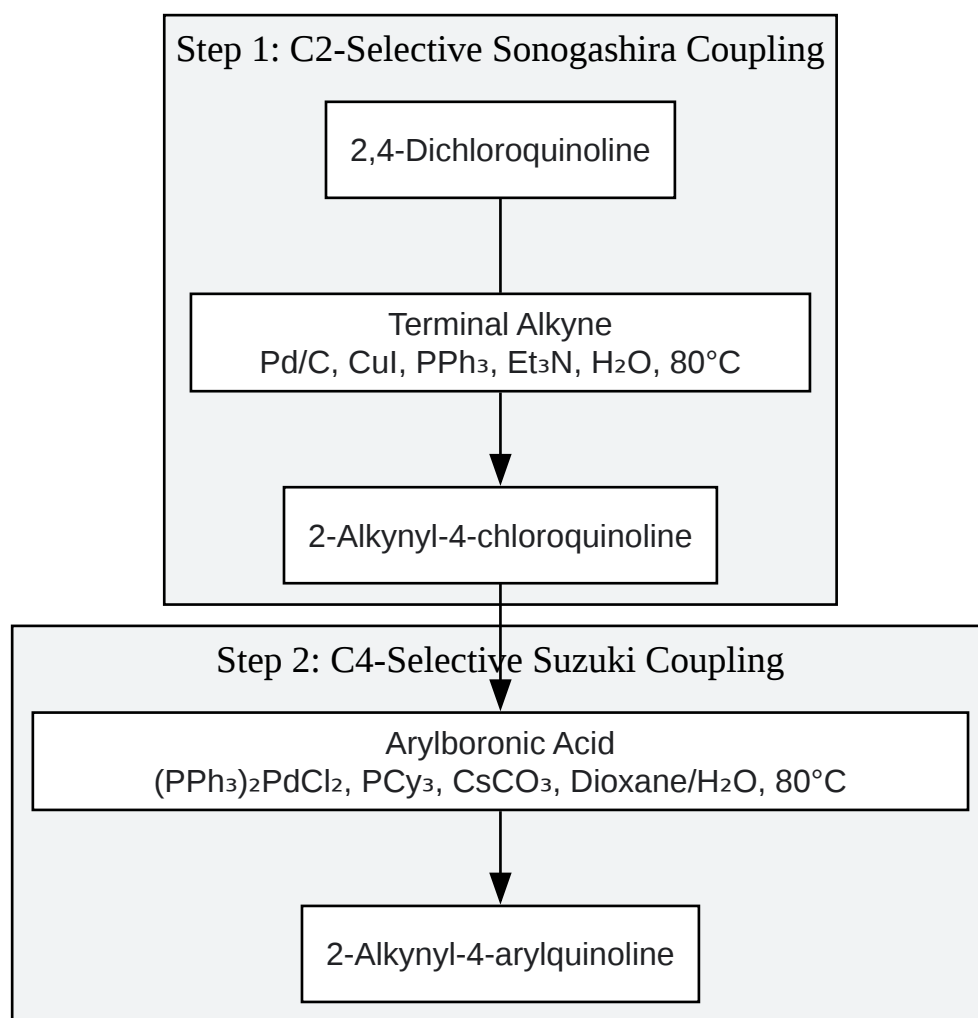 Step 1: C2-Selective Sonogashira Coupling
2,4-Dichloroquinoline
Terminal Alkyne
Pd/C, CuI, PPh₃, Et₃N, H₂O, 80°C
2-Alkynyl-4-chloroquinoline
Step 2: C4-Selective Suzuki Coupling
Arylboronic Acid
(PPh₃)₂PdCl₂, PCy₃, CsCO₃, Dioxane/H₂O, 80°C
2-Alkynyl-4-arylquinoline